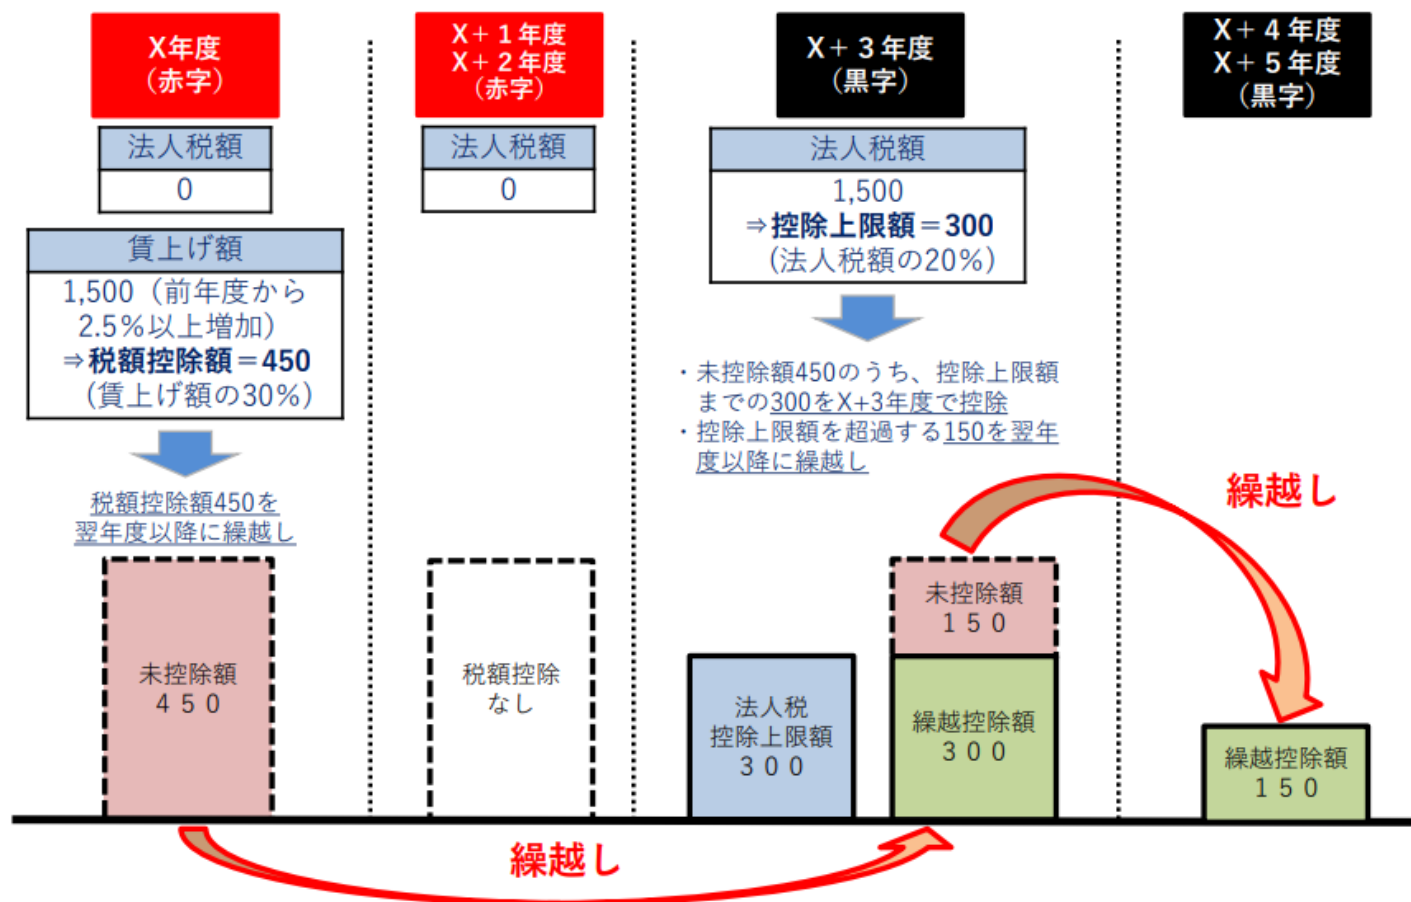 X年度
（赤字）
法人税額
0
賃上げ額
1,500（前年度から
2.5%以上増加）
⇒税額控除額＝450
（賃上げ額の30%）
税額控除額450を
翌年度以降に繰越し
未控除額
４５０
X＋１年度
X＋２年度
（赤字）
法人税額
0
税額控除
なし
X＋３年度
（黒字）
法人税額
1,500
⇒控除上限額＝300
（法人税額の20%）
・未控除額450のうち、控除上限額
までの300をX+3年度で控除
・控除上限額を超過する150を翌年
度以降に繰越し
法人税
控除上限額
３００
未控除額
１５０
繰越控除額
３００
X＋４年度
X＋５年度
（黒字）
繰越し
繰越控除額
１５０
繰越し